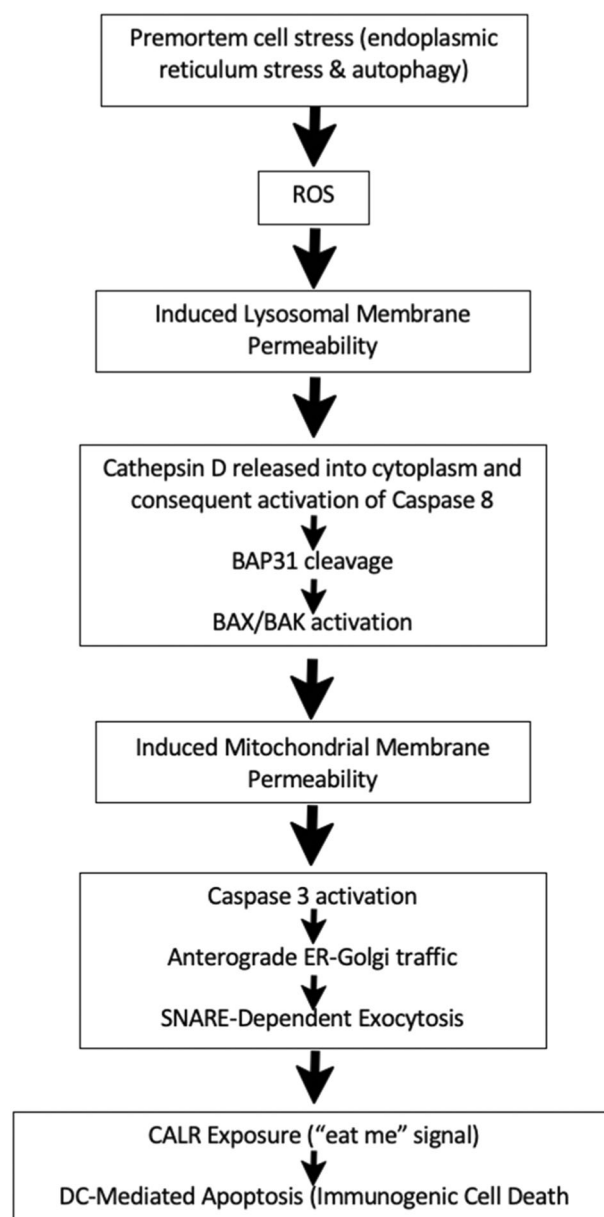 Premortem cell stress (endoplasmic
reticulum stress & autophagy)
ROS
Induced Lysosomal Membrane
Permeability
Cathepsin D released into cytoplasm and
consequent activation of Caspase 8
BAP31 cleavage
BAX/BAK activation
Induced Mitochondrial Membrane
Permeability
Caspase 3 activation
Anterograde ER-Golgi traffic
SNARE-Dependent Exocytosis
CALR Exposure (“eat me” signal)
DC-Mediated Apoptosis (Immunogenic Cell Death